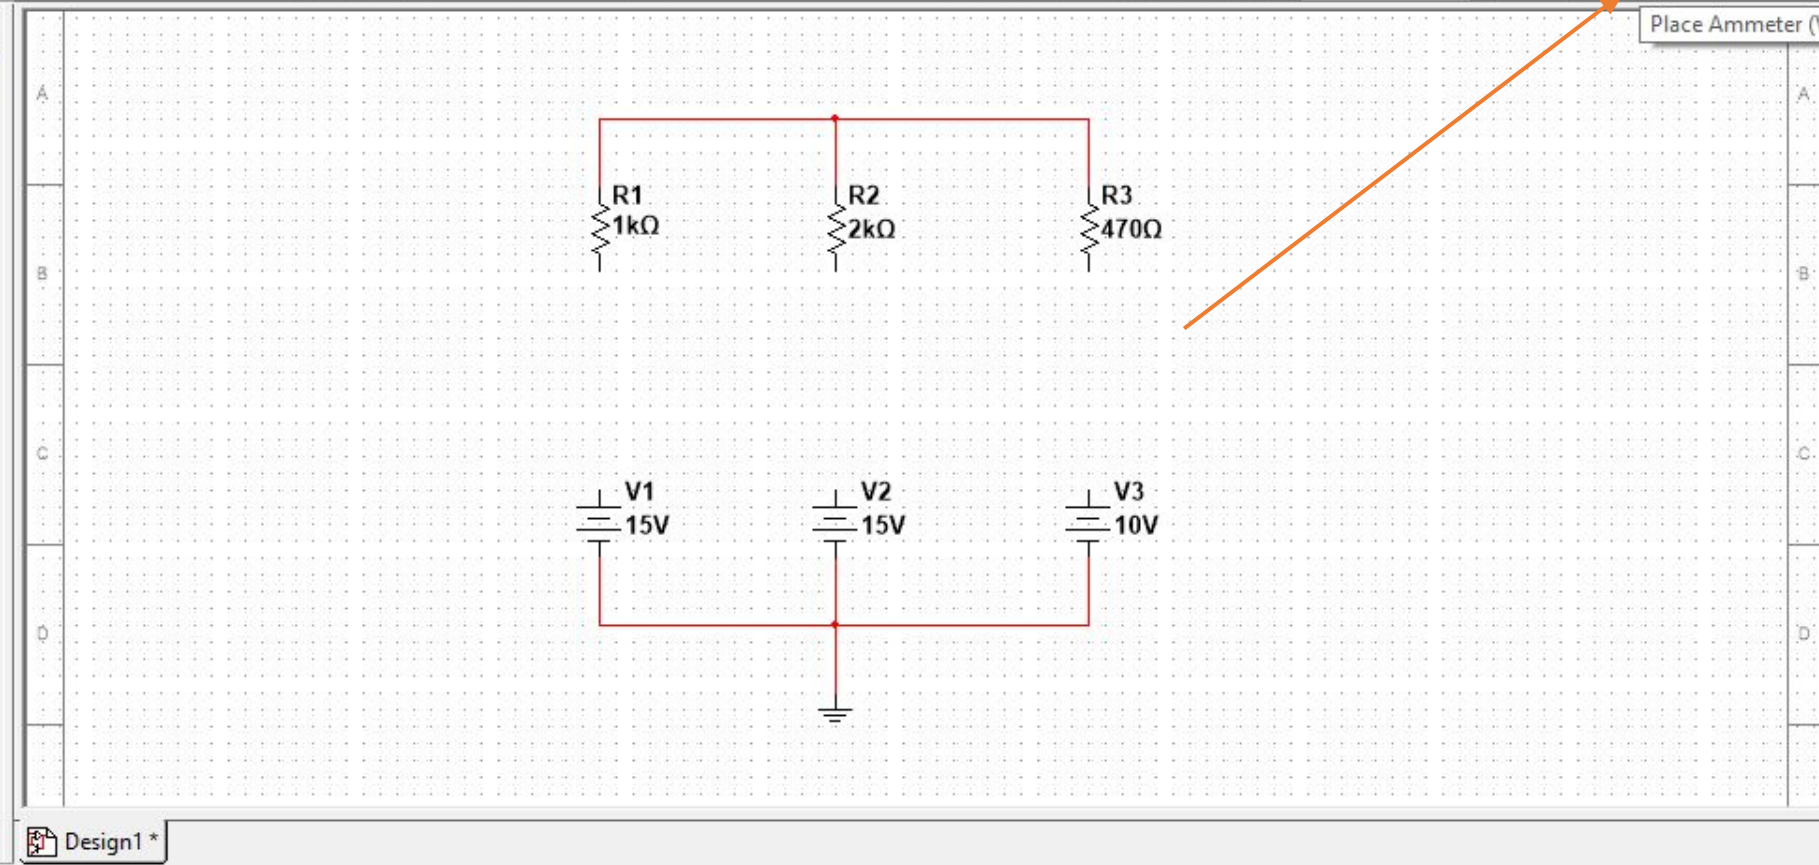 Place Ammeter (
A
A
R1
1kΩ
R2
2kΩ
R3
470Ω
B
B
C
C
V1
15V
V2
15V
V3
10V
D
D
Design1 *